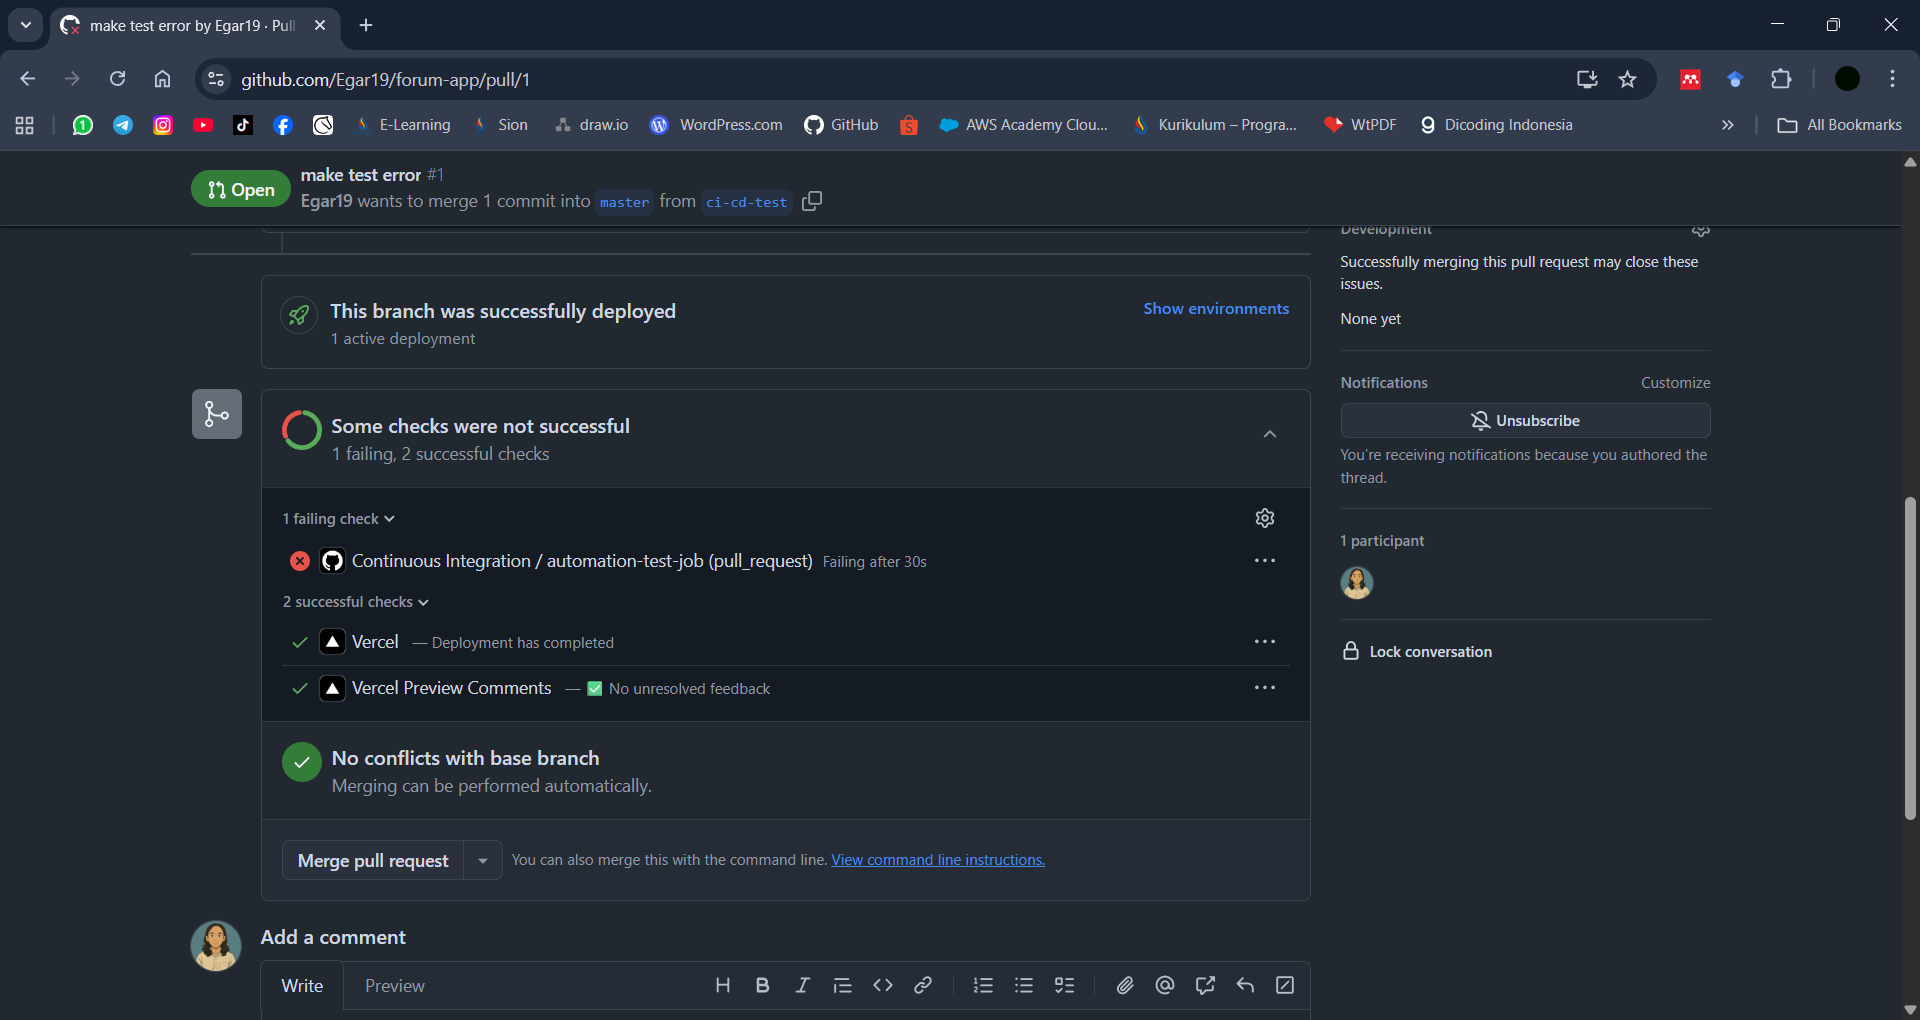 make test error by Egar19 · Pull
github.com/Egar19/forum-app/pull/1
E-Learning
Sion
draw.io
WordPress.com
GitHub
AWS Academy Clou...
Kurikulum – Progra...
WtPDF
Dicoding Indonesia
All Bookmarks
Open
make test error #1
Egar19 wants to merge 1 commit into master from ci-cd-test
Development
Successfully merging this pull request may close these
issues.
None yet
This branch was successfully deployed
1 active deployment
Show environments
Notifications
Customize
Unsubscribe
You're receiving notifications because you authored the
thread.
Some checks were not successful
1 failing, 2 successful checks
1 failing check
Continuous Integration / automation-test-job (pull_request) Failing after 30s
2 successful checks
Vercel — Deployment has completed
Vercel Preview Comments — ✅ No unresolved feedback
1 participant
Lock conversation
No conflicts with base branch
Merging can be performed automatically.
Merge pull request
You can also merge this with the command line. View command line instructions.
Add a comment
Write
Preview